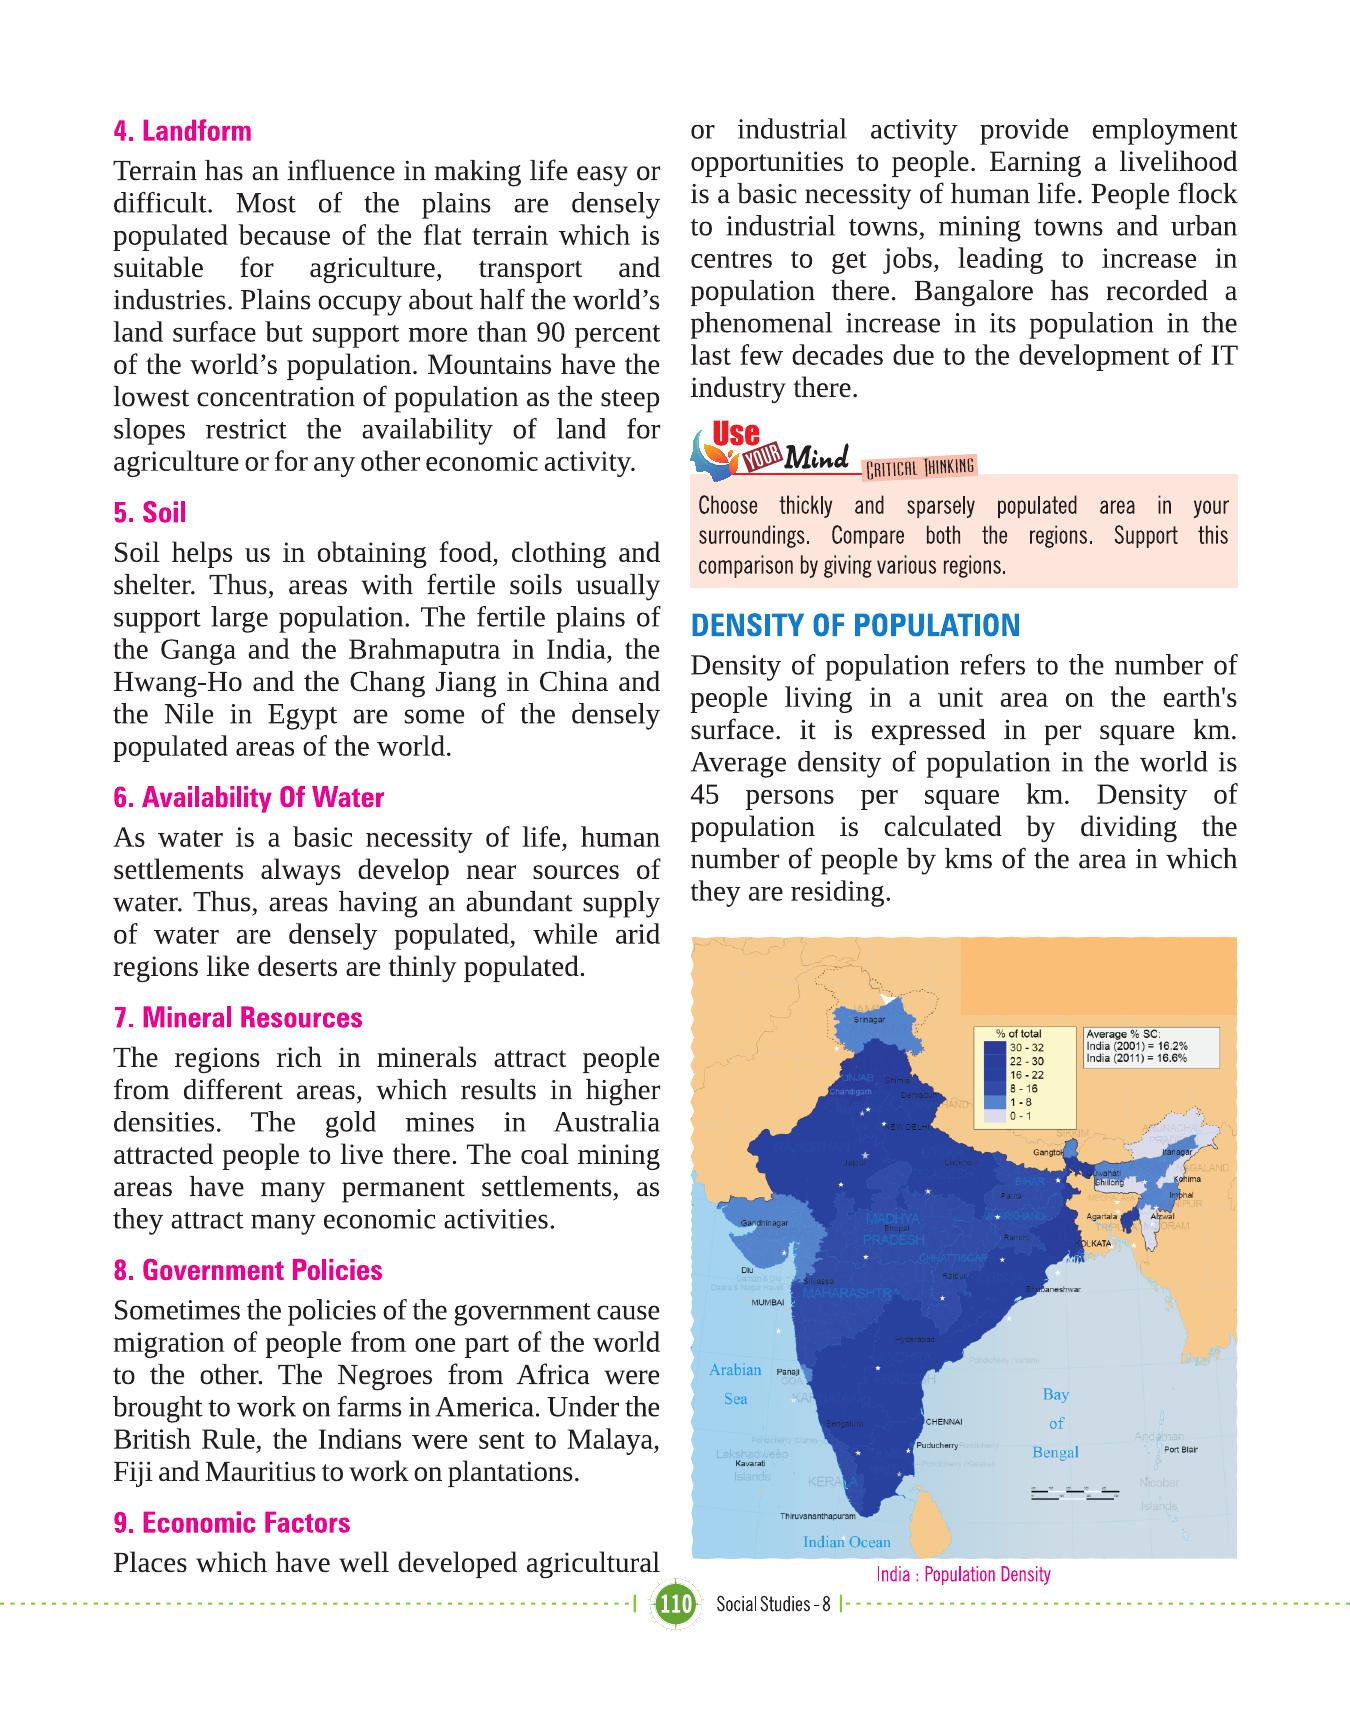 4. Landform
Terrain has an influence in making life easy or
difficult. Most of the plains are densely
populated because of the flat terrain which is
suitable for agriculture, transport and
industries. Plains occupy about half the world’s
land surface but support more than 90 percent
of the world’s population. Mountains have the
lowest concentration of population as the steep
slopes restrict the availability of land for
agriculture or for any other economic activity.
5. Soil
Soil helps us in obtaining food, clothing and
shelter. Thus, areas with fertile soils usually
support large population. The fertile plains of
the Ganga and the Brahmaputra in India, the
Hwang-Ho and the Chang Jiang in China and
the Nile in Egypt are some of the densely
populated areas of the world.
6. Availability Of Water
As water is a basic necessity of life, human
settlements always develop near sources of
water. Thus, areas having an abundant supply
of water are densely populated, while arid
regions like deserts are thinly populated.
7. Mineral Resources
The regions rich in minerals attract people
from different areas, which results in higher
densities. The gold mines in Australia
attracted people to live there. The coal mining
areas have many permanent settlements, as
they attract many economic activities.
8. Government Policies
Sometimes the policies of the government cause
migration of people from one part of the world
to the other. The Negroes from Africa were
brought to work on farms in America. Under the
British Rule, the Indians were sent to Malaya,
Fiji and Mauritius to work on plantations.
9. Economic Factors
Places which have well developed agricultural
or industrial activity provide employment
opportunities to people. Earning a livelihood
is a basic necessity of human life. People flock
to industrial towns, mining towns and urban
centres to get jobs, leading to increase in
population there. Bangalore has recorded a
phenomenal increase in its population in the
last few decades due to the development of IT
industry there.
Use YOUR Mind CRITICAL THINKING
Choose thickly and sparsely populated area in your
surroundings. Compare both the regions. Support this
comparison by giving various regions.
DENSITY OF POPULATION
Density of population refers to the number of
people living in a unit area on the earth's
surface. it is expressed in per square km.
Average density of population in the world is
45 persons per square km. Density of
population is calculated by dividing the
number of people by kms of the area in which
they are residing.
% of total
30 - 32
22 - 30
16 - 22
8 - 16
1 - 8
0 - 1
Average % SC:
India (2001) = 16.2%
India (2011) = 16.6%
Srinagar
Shimla
Chandigarh
NEW DELHI
SIKKIM
Gangtok
Itanagar
NAGALAND
Shillong
Kohima
Imphal
Jaipur
BIHAR
Patna
Agartala
Aizwal
Gandhinagar
MADHYA
PRADESH
Bhopal
Ranchi
CHHATTISGAR
Raipur
Diu
Daman & Diu
Silvassa
MAHARASHTRA
MUMBAI
Bhubaneshwar
Hyderabad
Arabian
Sea
Panaji
GOA
Bay
of
Bengal
Bengaluru
CHENNAI
Puducherry
Lakshadweep
Kavarati
Islands
KERALA
Andaman
Port Blair
Nicobar
Islands
Thiruvananthapuram
Indian Ocean
India : Population Density
110 Social Studies - 8